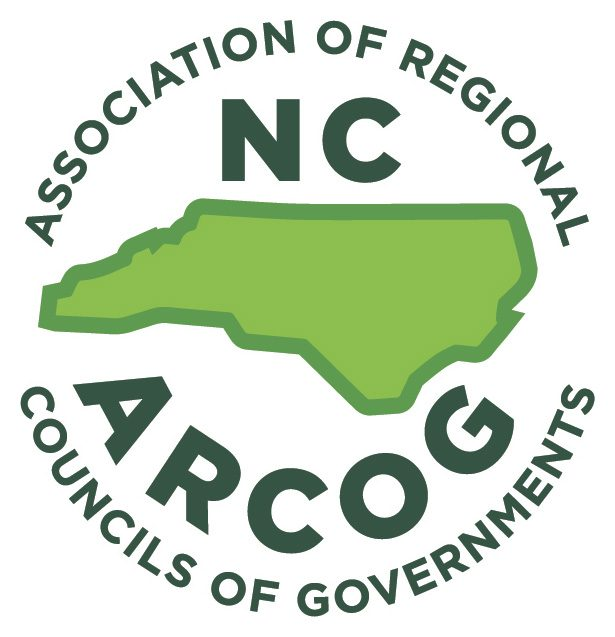 ASSOCIATION OF REGIONAL
NC
ARCOG
COUNCILS OF GOVERNMENTS